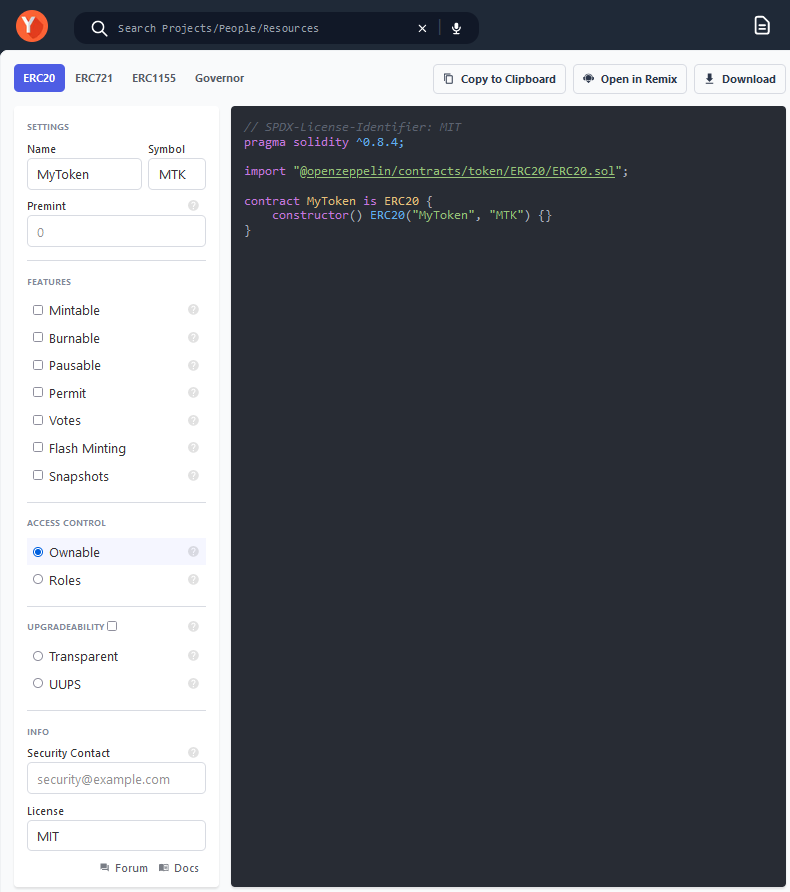 Y
Search Projects/People/Resources
ERC20 ERC721 ERC1155 Governor
Copy to Clipboard Open in Remix Download
SETTINGS
Name Symbol
MyToken MTK
Premint ?
0
FEATURES
Mintable ?
Burnable ?
Pausable ?
Permit ?
Votes ?
Flash Minting ?
Snapshots ?
ACCESS CONTROL
Ownable ?
Roles ?
UPGRADEABILITY ?
Transparent ?
UUPS ?
INFO
Security Contact ?
security@example.com
License
MIT
Forum Docs
// SPDX-License-Identifier: MIT
pragma solidity ^0.8.4;
import "@openzeppelin/contracts/token/ERC20/ERC20.sol";
contract MyToken is ERC20 {
    constructor() ERC20("MyToken", "MTK") {}
}